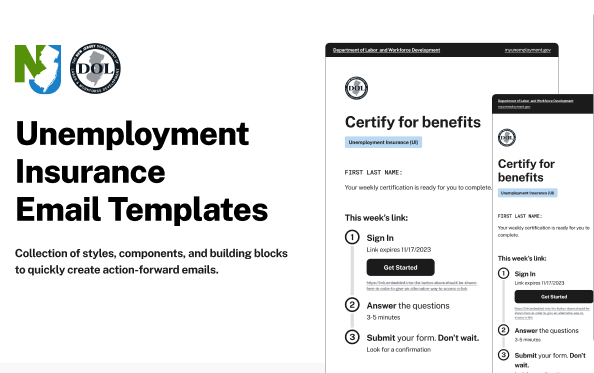 NJ
DOL
Unemployment
Insurance
Email Templates
Collection of styles, components, and building blocks
to quickly create action-forward emails.
Department of Labor and Workforce Development
myunemployment.gov
DOL
Certify for benefits
Unemployment Insurance (UI)
FIRST LAST NAME:
Your weekly certification is ready for you to complete.
This week's link:
1
Sign In
Link expires 11/17/2023
Get Started
2
Answer the questions
3-5 minutes
3
Submit your form. Don't wait.
Look for a confirmation
Department of Labor and Workforce Development
myunemployment.gov
DOL
Certify for
benefits
Unemployment Insurance (UI)
FIRST LAST NAME:
Your weekly certification is ready for you to
complete.
This week's link:
1
Sign In
Link expires 11/17/2023
Get Started
2
Answer the questions
3-5 minutes
3
Submit your form. Don't
wait.